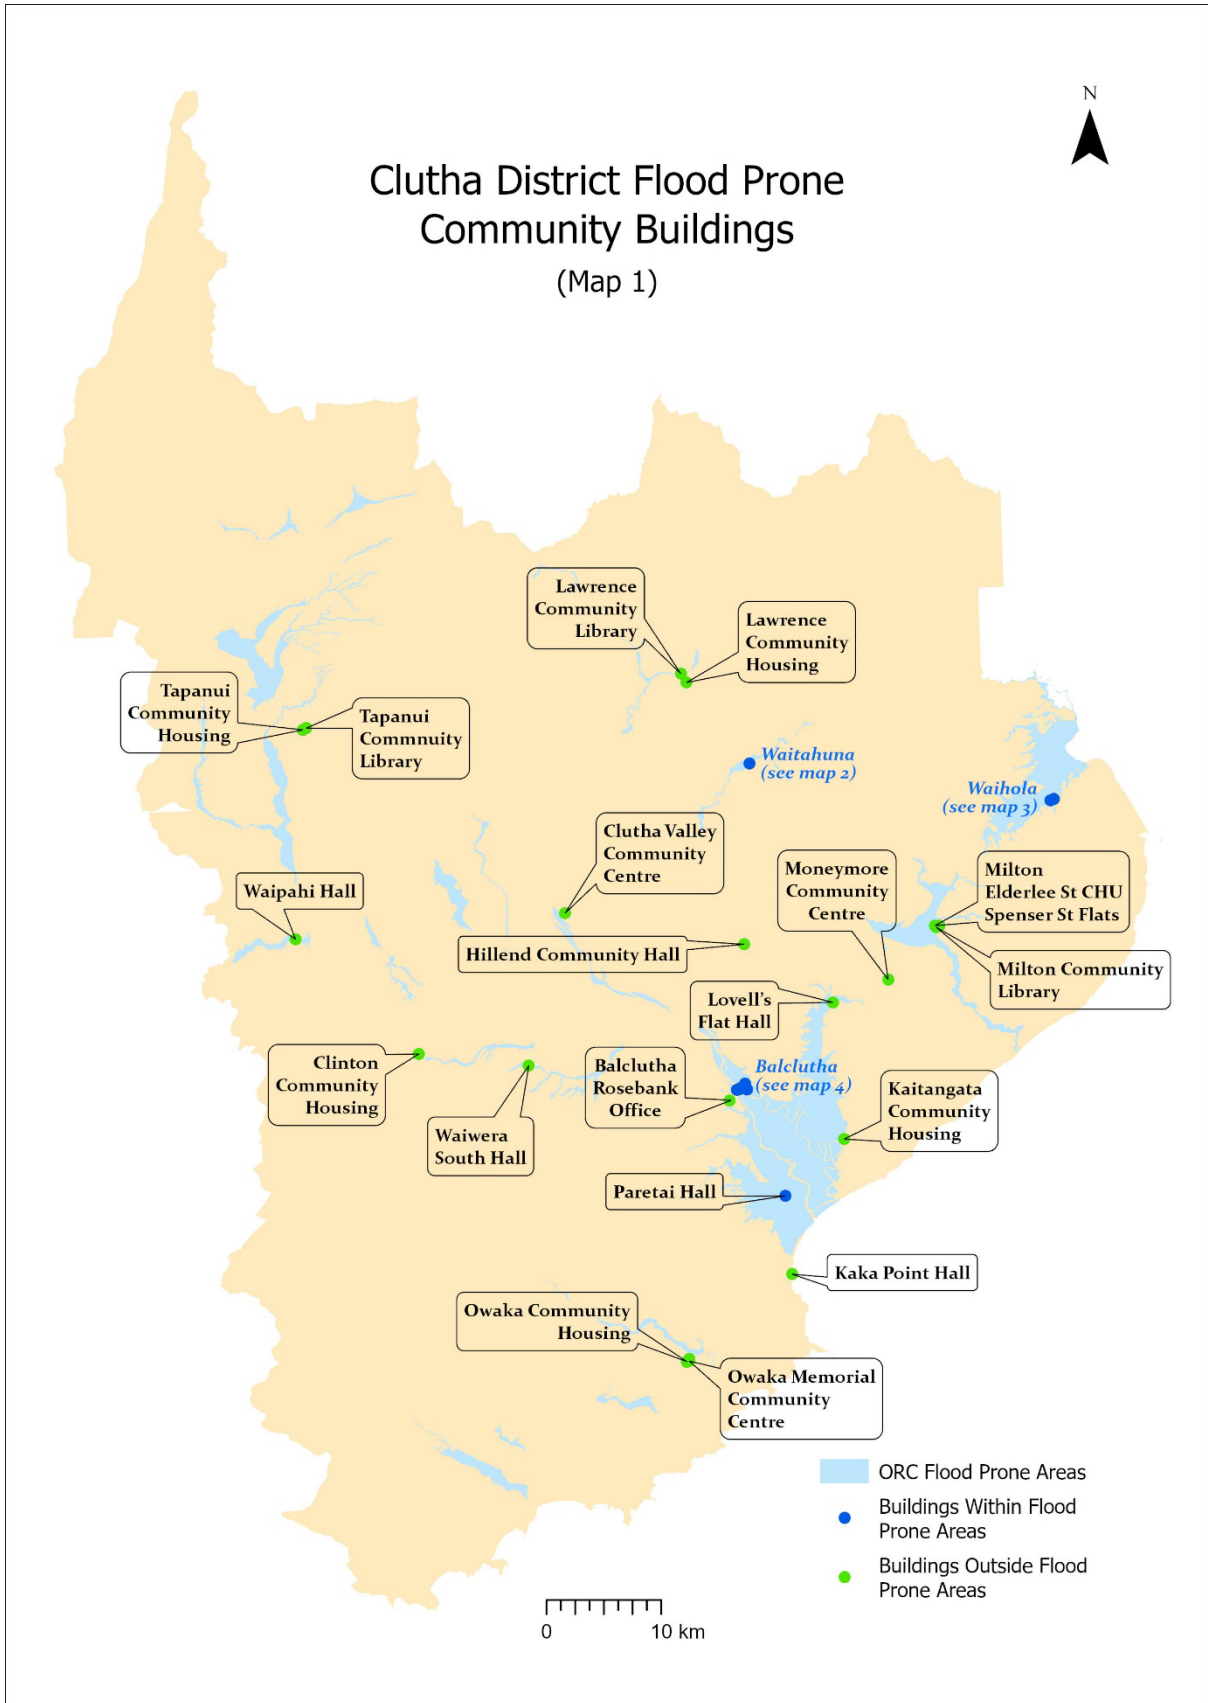 N
Clutha District Flood Prone
Community Buildings
(Map 1)
Lawrence
Community
Library
Lawrence
Community
Housing
Tapanui
Community
Housing
Tapanui
Commnuity
Library
Waitahuna
(see map 2)
Waihola
(see map 3)
Clutha Valley
Community
Centre
Moneymore
Community
Centre
Milton
Elderlee St CHU
Spenser St Flats
Waipahi Hall
Hillend Community Hall
Milton Community
Library
Lovell's
Flat Hall
Clinton
Community
Housing
Balclutha
Rosebank
Office
Balclutha
(see map 4)
Kaitangata
Community
Housing
Waiwera
South Hall
Paretai Hall
Kaka Point Hall
Owaka Community
Housing
Owaka Memorial
Community
Centre
ORC Flood Prone Areas
Buildings Within Flood
Prone Areas
Buildings Outside Flood
Prone Areas
0
10 km